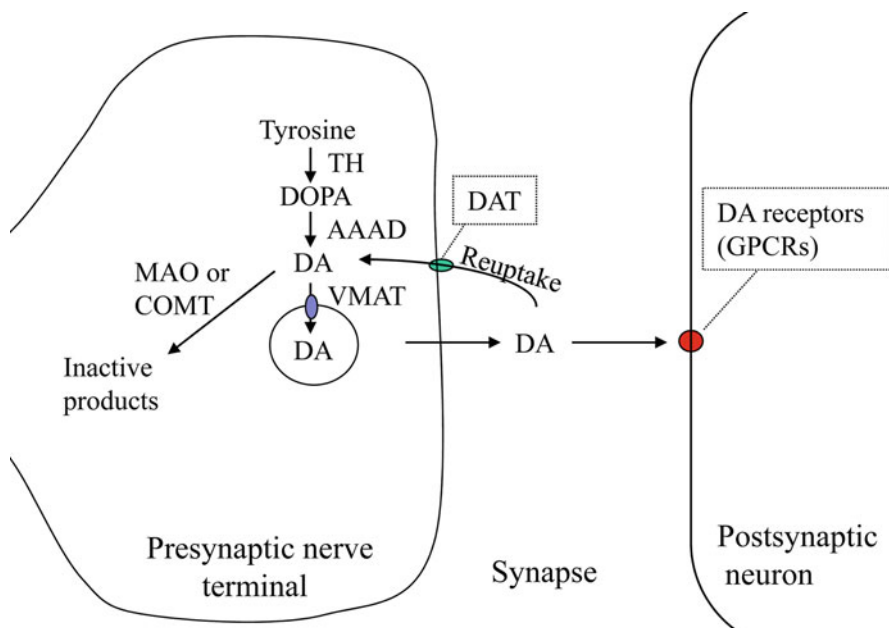 Tyrosine
TH
DOPA
AAAD
DA
MAO or
COMT
VMAT
DA
Inactive
products
DAT
Reuptake
DA
DA receptors
(GPCRs)
Presynaptic nerve
terminal
Synapse
Postsynaptic
neuron